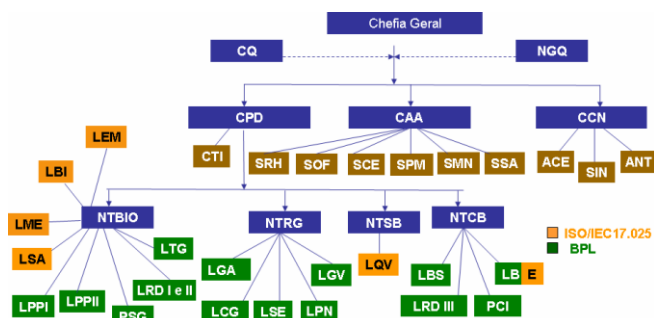 Chefia Geral
CQ
NGQ
CPD
CAA
CCN
CTI
SRH
SOF
SCE
SPM
SMN
SSA
ACE
SIN
ANT
LEM
LBI
LME
LSA
NTBIO
NTRG
NTSB
NTCB
ISO/IEC17.025
BPL
LTG
LGA
LGV
LQV
LBS
LBE
LPPI
LPPII
PSG
LRD I e II
LCG
LSE
LPN
LRD III
PCI